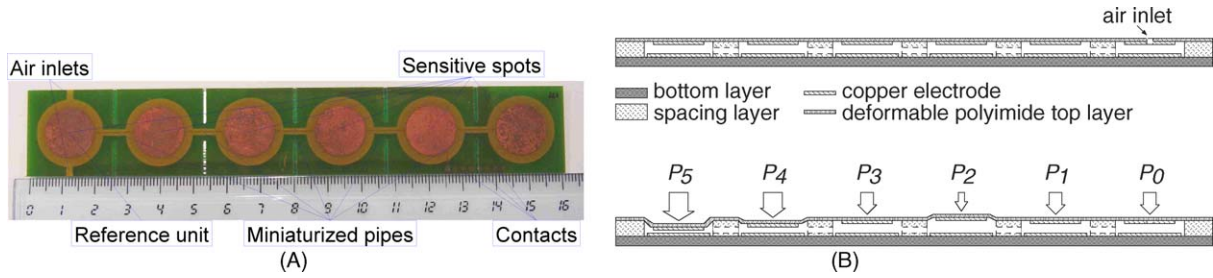 Air inlets
Sensitive spots
0 1 2 3 4 5 6 7 8 9 10 11 12 13 14 15 16
Reference unit
Miniaturized pipes
Contacts
(A)
air inlet
bottom layer
copper electrode
spacing layer
deformable polyimide top layer
P5 P4 P3 P2 P1 P0
(B)